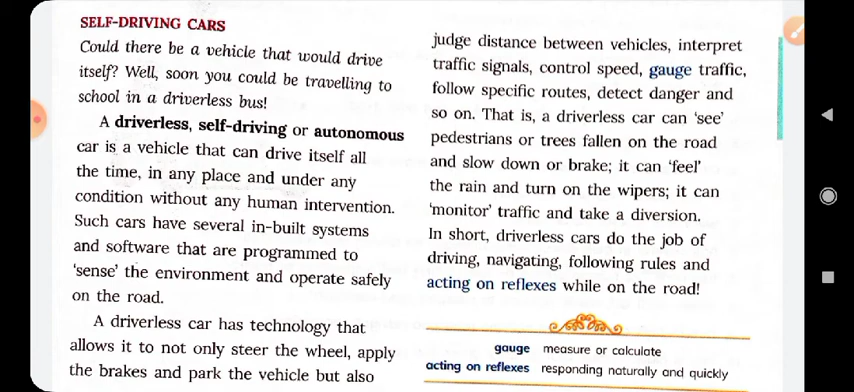 SELF-DRIVING CARS
Could there be a vehicle that would drive
itself? Well, soon you could be travelling to
school in a driverless bus!
A driverless, self-driving or autonomous
car is a vehicle that can drive itself all
the time, in any place and under any
condition without any human intervention.
Such cars have several in-built systems
and software that are programmed to
'sense' the environment and operate safely
on the road.
A driverless car has technology that
allows it to not only steer the wheel, apply
the brakes and park the vehicle but also
judge distance between vehicles, interpret
traffic signals, control speed, gauge traffic,
follow specific routes, detect danger and
so on. That is, a driverless car can 'see'
pedestrians or trees fallen on the road
and slow down or brake; it can 'feel'
the rain and turn on the wipers; it can
'monitor' traffic and take a diversion.
In short, driverless cars do the job of
driving, navigating, following rules and
acting on reflexes while on the road!
gauge measure or calculate
acting on reflexes responding naturally and quickly